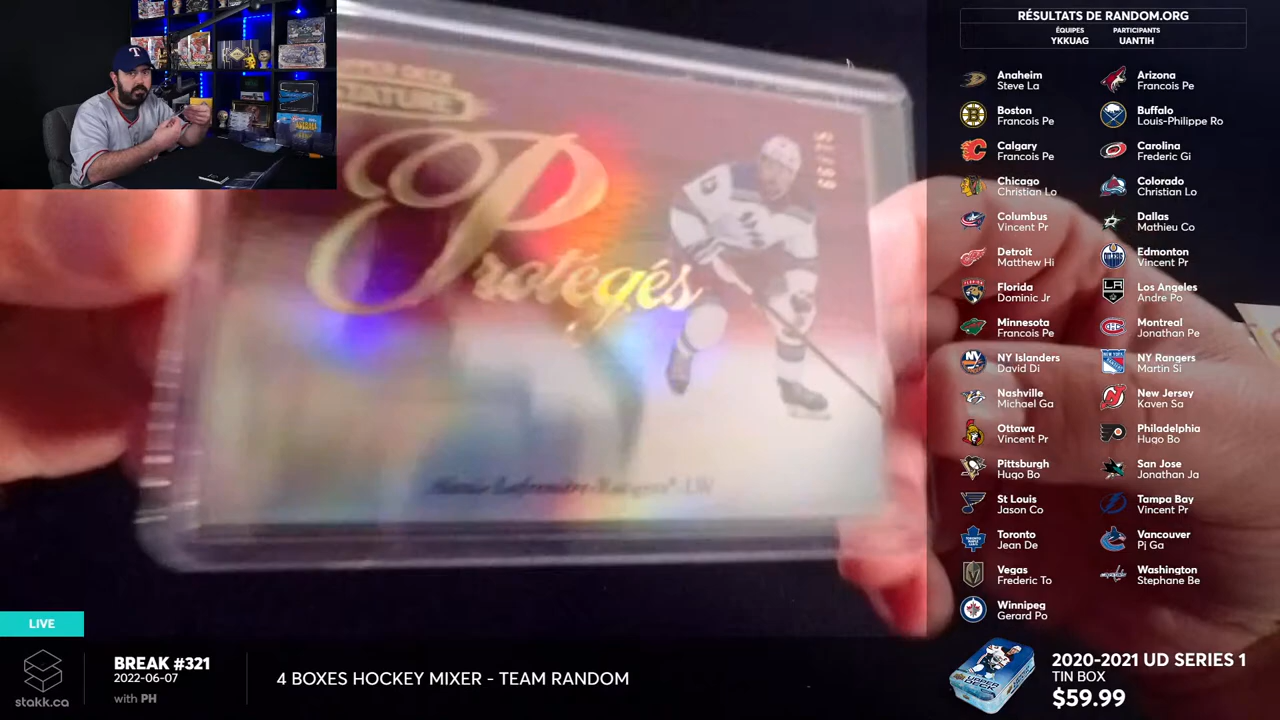 RÉSULTATS DE RANDOM.ORG
ÉQUIPES
YKKUAG
PARTICIPANTS
UANTIH
Anaheim
Steve La
Arizona
Francois Pe
Boston
Francois Pe
Buffalo
Louis-Philippe Ro
Calgary
Francois Pe
Carolina
Frederic Gi
Chicago
Christian Lo
Colorado
Christian Lo
Columbus
Vincent Pr
Dallas
Mathieu Co
Detroit
Matthew Hi
Edmonton
Vincent Pr
Florida
Dominic Jr
Los Angeles
Andre Po
Minnesota
Francois Pe
Montreal
Jonathan Pe
NY Islanders
David Di
NY Rangers
Martin Si
Nashville
Michael Ga
New Jersey
Kaven Sa
Ottawa
Vincent Pr
Philadelphia
Hugo Bo
Pittsburgh
Hugo Bo
San Jose
Jonathan Ja
St Louis
Jason Co
Tampa Bay
Vincent Pr
Toronto
Jean De
Vancouver
Pj Ga
Vegas
Frederic To
Washington
Stephane Be
Winnipeg
Gerard Po
Protégés
LIVE
stakk.ca
BREAK #321
2022-06-07
with PH
4 BOXES HOCKEY MIXER - TEAM RANDOM
2020-2021 UD SERIES 1
TIN BOX
$59.99